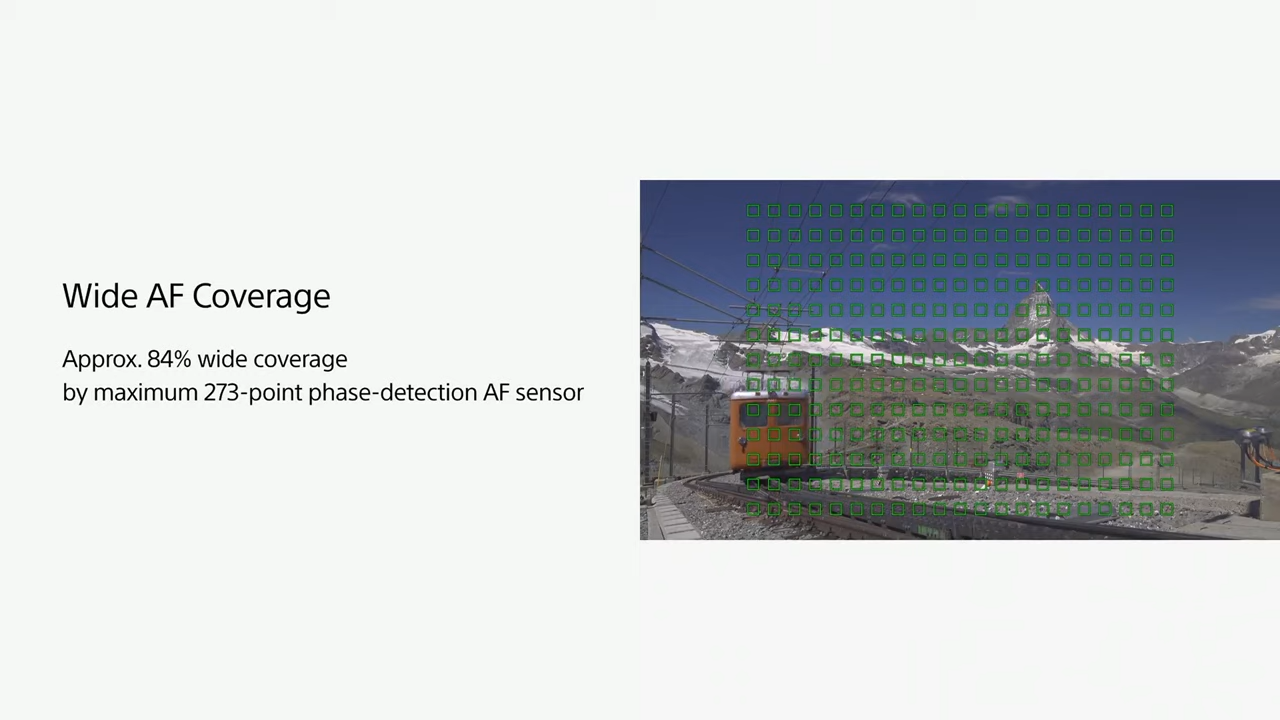 Wide AF Coverage
Approx. 84% wide coverage
by maximum 273-point phase-detection AF sensor